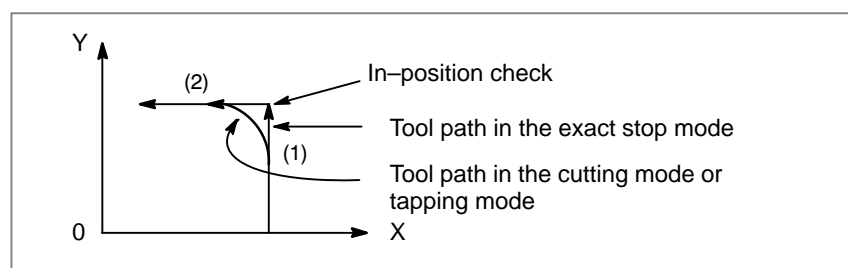 Y
(2)
In–position check
Tool path in the exact stop mode
(1)
Tool path in the cutting mode or
tapping mode
0
X